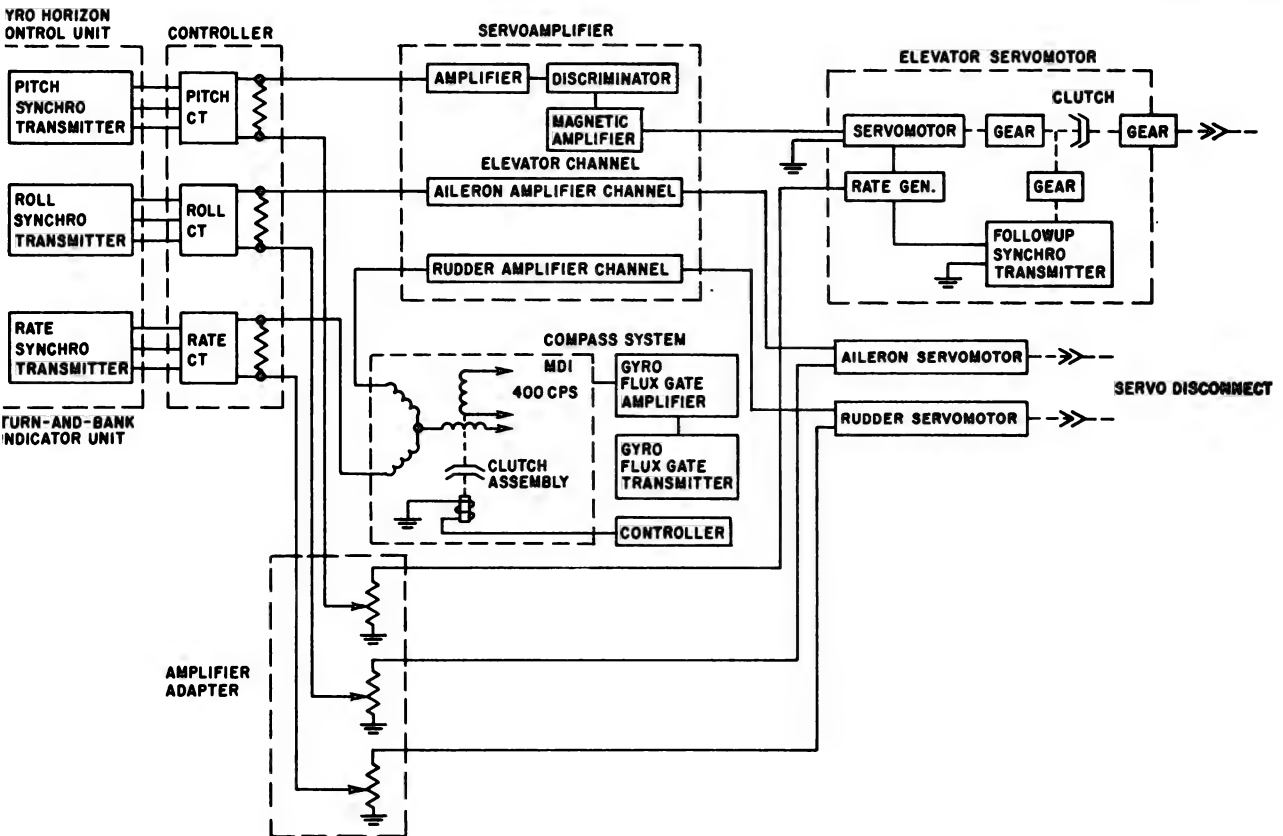 YRO HORIZON
ONTROL UNIT
CONTROLLER
SERVOAMPLIFIER
ELEVATOR SERVOMOTOR
PITCH
SYNCHRO
TRANSMITTER
PITCH
CT
AMPLIFIER
DISCRIMINATOR
MAGNETIC
AMPLIFIER
ELEVATOR CHANNEL
SERVOMOTOR
GEAR
CLUTCH
GEAR
RATE GEN.
GEAR
FOLLOWUP
SYNCHRO
TRANSMITTER
ROLL
SYNCHRO
TRANSMITTER
ROLL
CT
AILERON AMPLIFIER CHANNEL
RUDDER AMPLIFIER CHANNEL
RATE
SYNCHRO
TRANSMITTER
RATE
CT
TURN-AND-BANK
INDICATOR UNIT
COMPASS SYSTEM
MDI
400 CPS
CLUTCH
ASSEMBLY
GYRO
FLUX GATE
AMPLIFIER
GYRO
FLUX GATE
TRANSMITTER
CONTROLLER
AILERON SERVOMOTOR
RUDDER SERVOMOTOR
SERVO DISCONNECT
AMPLIFIER
ADAPTER